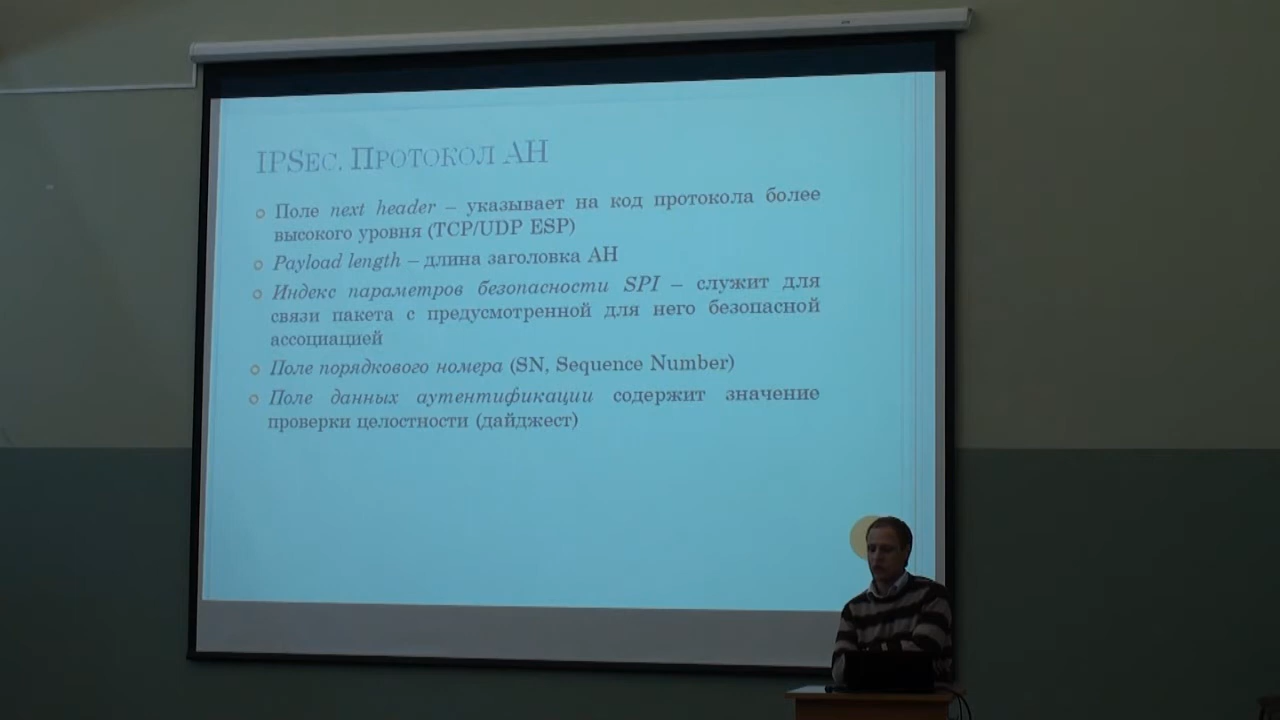 IPSEC. ПРОТОКОЛ AH
Поле next header – указывает на код протокола более
высокого уровня (TCP/UDP ESP)
Payload length – длина заголовка AH
Индекс параметров безопасности SPI – служит для
связи пакета с предусмотренной для него безопасной
ассоциацией
Поле порядкового номера (SN, Sequence Number)
Поле данных аутентификации содержит значение
проверки целостности (дайджест)